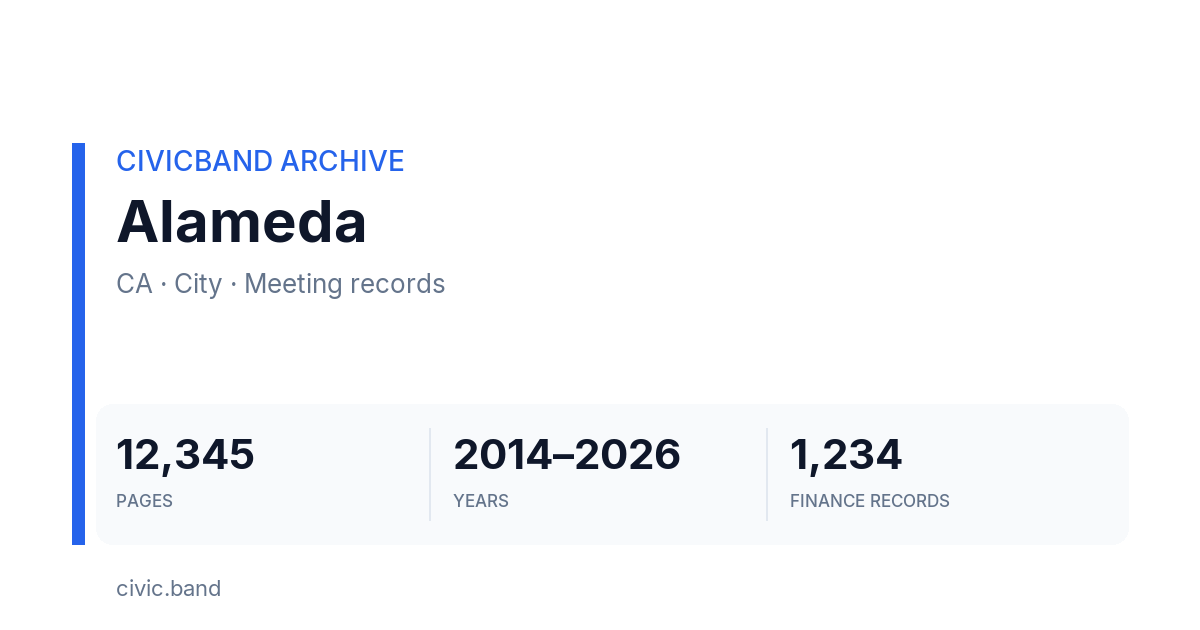 CIVICBAND ARCHIVE
Alameda
CA · City · Meeting records
12,345
PAGES
2014–2026
YEARS
1,234
FINANCE RECORDS
civic.band